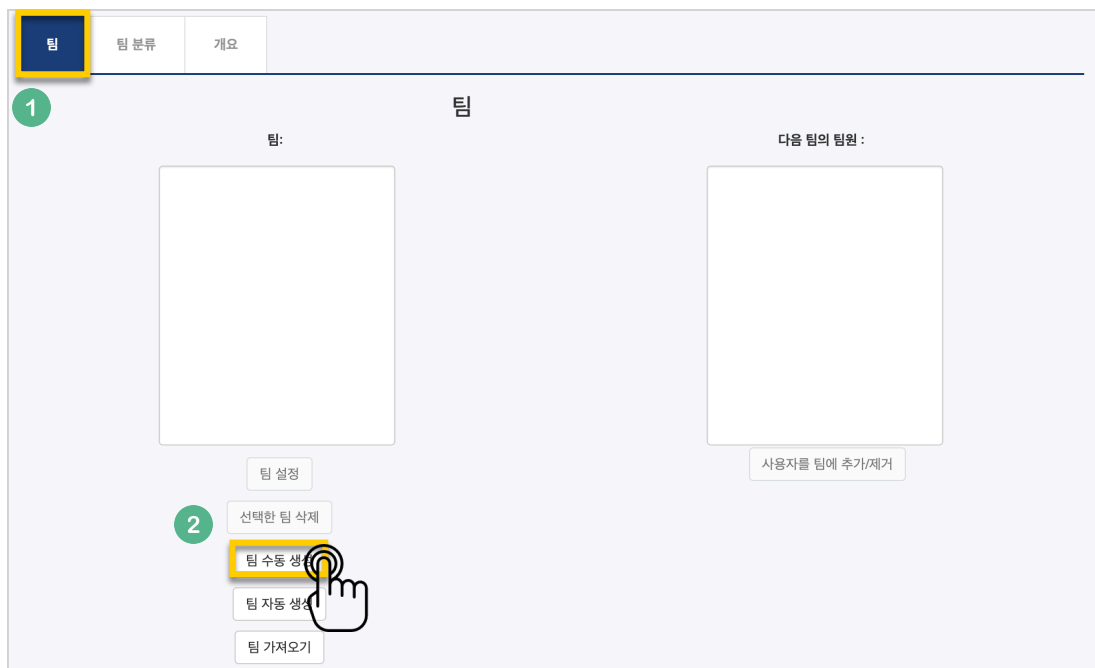 팀 팀 분류 개요
1
팀
팀: 다음 팀의 팀원 :
팀 설정 사용자를 팀에 추가/제거
선택한 팀 삭제
2
팀 수동 생성
팀 자동 생성
팀 가져오기